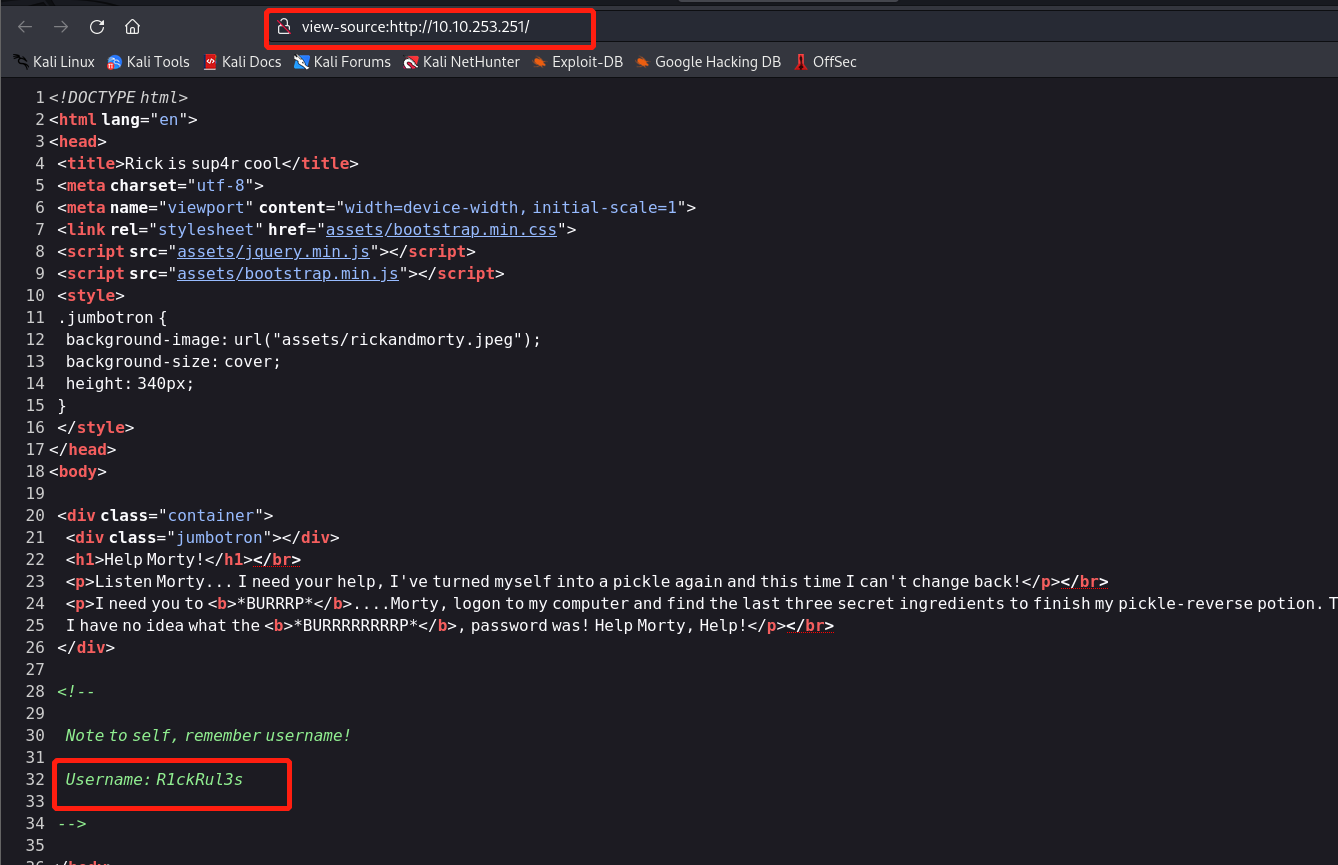 view-source:http://10.10.253.251/
Kali Linux Kali Tools Kali Docs Kali Forums Kali NetHunter Exploit-DB Google Hacking DB OffSec
1 <!DOCTYPE html>
2 <html lang="en">
3 <head>
4 <title>Rick is sup4r cool</title>
5 <meta charset="utf-8">
6 <meta name="viewport" content="width=device-width, initial-scale=1">
7 <link rel="stylesheet" href="assets/bootstrap.min.css">
8 <script src="assets/jquery.min.js"></script>
9 <script src="assets/bootstrap.min.js"></script>
10 <style>
11 .jumbotron {
12 background-image: url("assets/rickandmorty.jpeg");
13 background-size: cover;
14 height: 340px;
15 }
16 </style>
17 </head>
18 <body>
19
20 <div class="container">
21 <div class="jumbotron"></div>
22 <h1>Help Morty!</h1></br>
23 <p>Listen Morty... I need your help, I've turned myself into a pickle again and this time I can't change back!</p></br>
24 <p>I need you to <b>*BURRRP*</b>....Morty, logon to my computer and find the last three secret ingredients to finish my pickle-reverse potion. T
25 I have no idea what the <b>*BURRRRRRRRP*</b>, password was! Help Morty, Help!</p></br>
26 </div>
27
28 <!--
29
30 Note to self, remember username!
31
32 Username: R1ckRul3s
33
34 -->
35